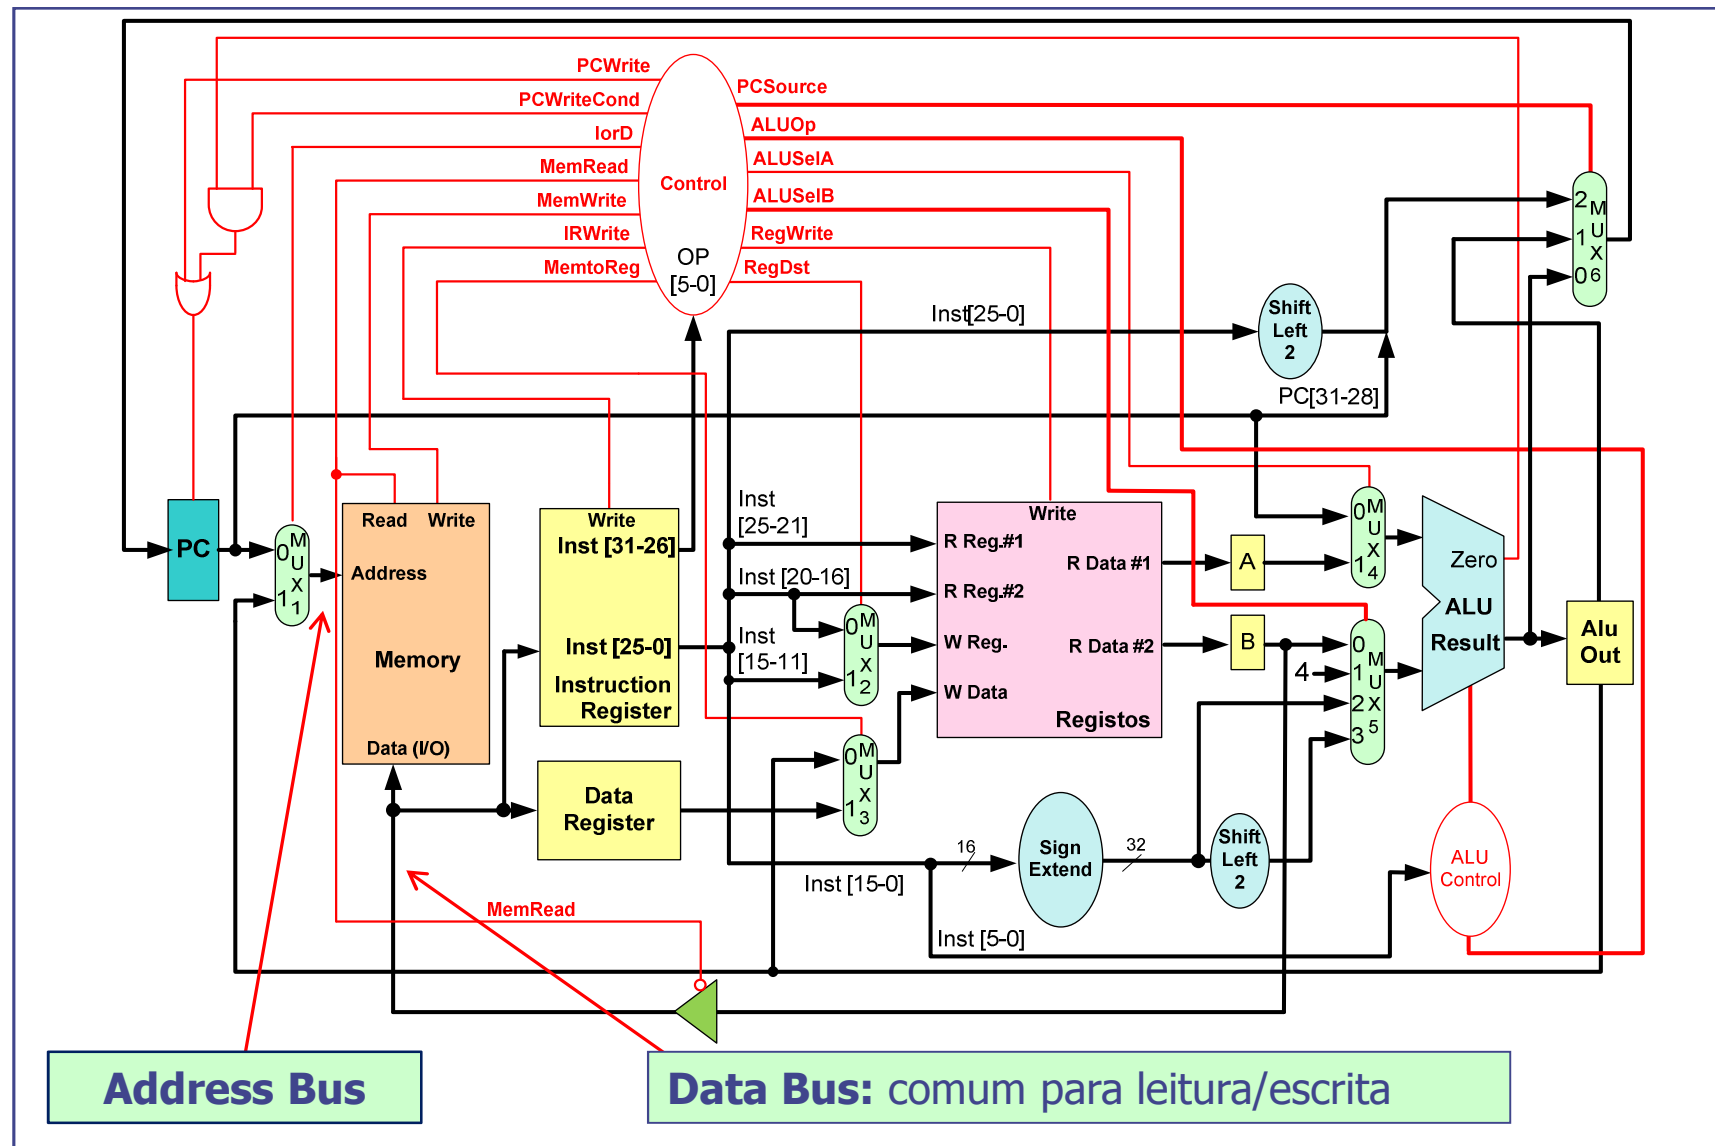 PCWrite
PCWriteCond
IorD
MemRead
MemWrite
IRWrite
MemtoReg
Control
OP
[5-0]
PCSource
ALUOp
ALUSelA
ALUSelB
RegWrite
RegDst
Inst[25-0]
Shift
Left
2
PC[31-28]
2
1
0
M
U
X
6
PC
0
1
M
U
X
1
Read
Write
Address
Memory
Data (I/O)
Write
Inst [31-26]
Inst [25-0]
Instruction
Register
Data
Register
Inst
[25-21]
Inst [20-16]
Inst
[15-11]
0
1
M
U
X
2
0
1
M
U
X
3
Write
R Reg.#1
R Reg.#2
W Reg.
W Data
R Data #1
R Data #2
Registos
A
B
0
1
M
U
X
4
4
0
1
2
3
M
U
X
5
Zero
ALU
Result
Alu
Out
Inst [15-0]
16
Sign
Extend
32
Shift
Left
2
ALU
Control
Inst [5-0]
MemRead
Address Bus
Data Bus: comum para leitura/escrita